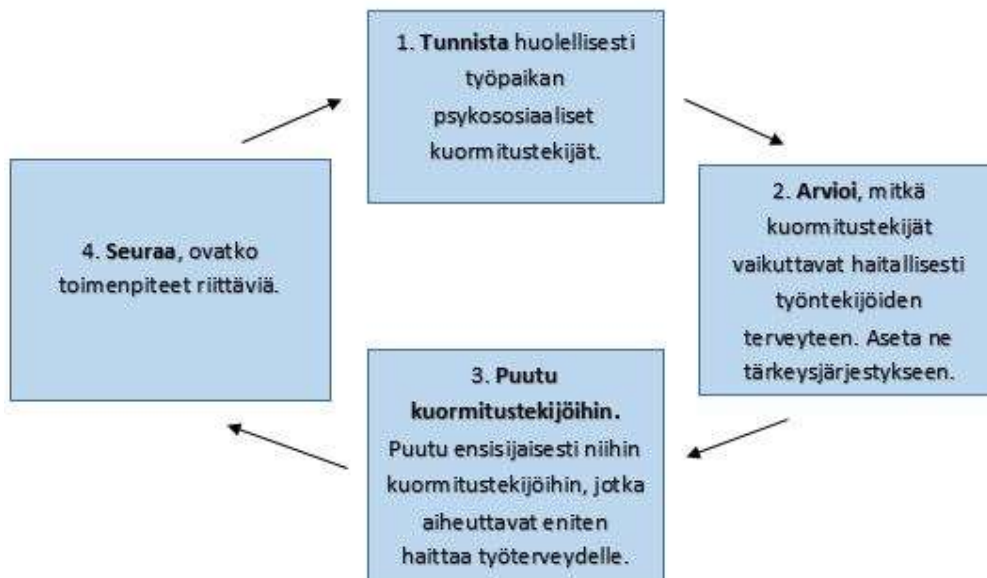 1. Tunnista huolellisesti
työpaikan
psykososiaaliset
kuormitustekijät.
2. Arvioi, mitkä
kuormitustekijät
vaikuttavat haitallisesti
työntekijöiden
terveyteen. Aseta ne
tärkeysjärjestykseen.
3. Puutu
kuormitustekijöihin.
Puutu ensisijaisesti niihin
kuormitustekijöihin, jotka
aiheuttavat eniten
haittaa työterveydelle.
4. Seuraa, ovatko
toimenpiteet riittäviä.